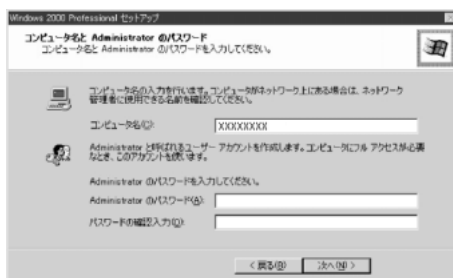 Windows 2000 Professional セットアップ
コンピュータ名と Administrator のパスワード
コンピュータ名と Administrator のパスワードを入力してください。
コンピュータ名の入力を行います。コンピュータがネットワーク上にある場合は、ネットワーク
管理者に使用できる名前を確認してください。
コンピュータ名(C): XXXXXXXX
Administrator と呼ばれるユーザー アカウントを作成します。コンピュータにフル アクセスが必要
なとき、このアカウントを使います。
Administrator のパスワードを入力してください。
Administrator のパスワード(A):
パスワードの確認入力(O):
< 戻る(B) 次へ(N) >